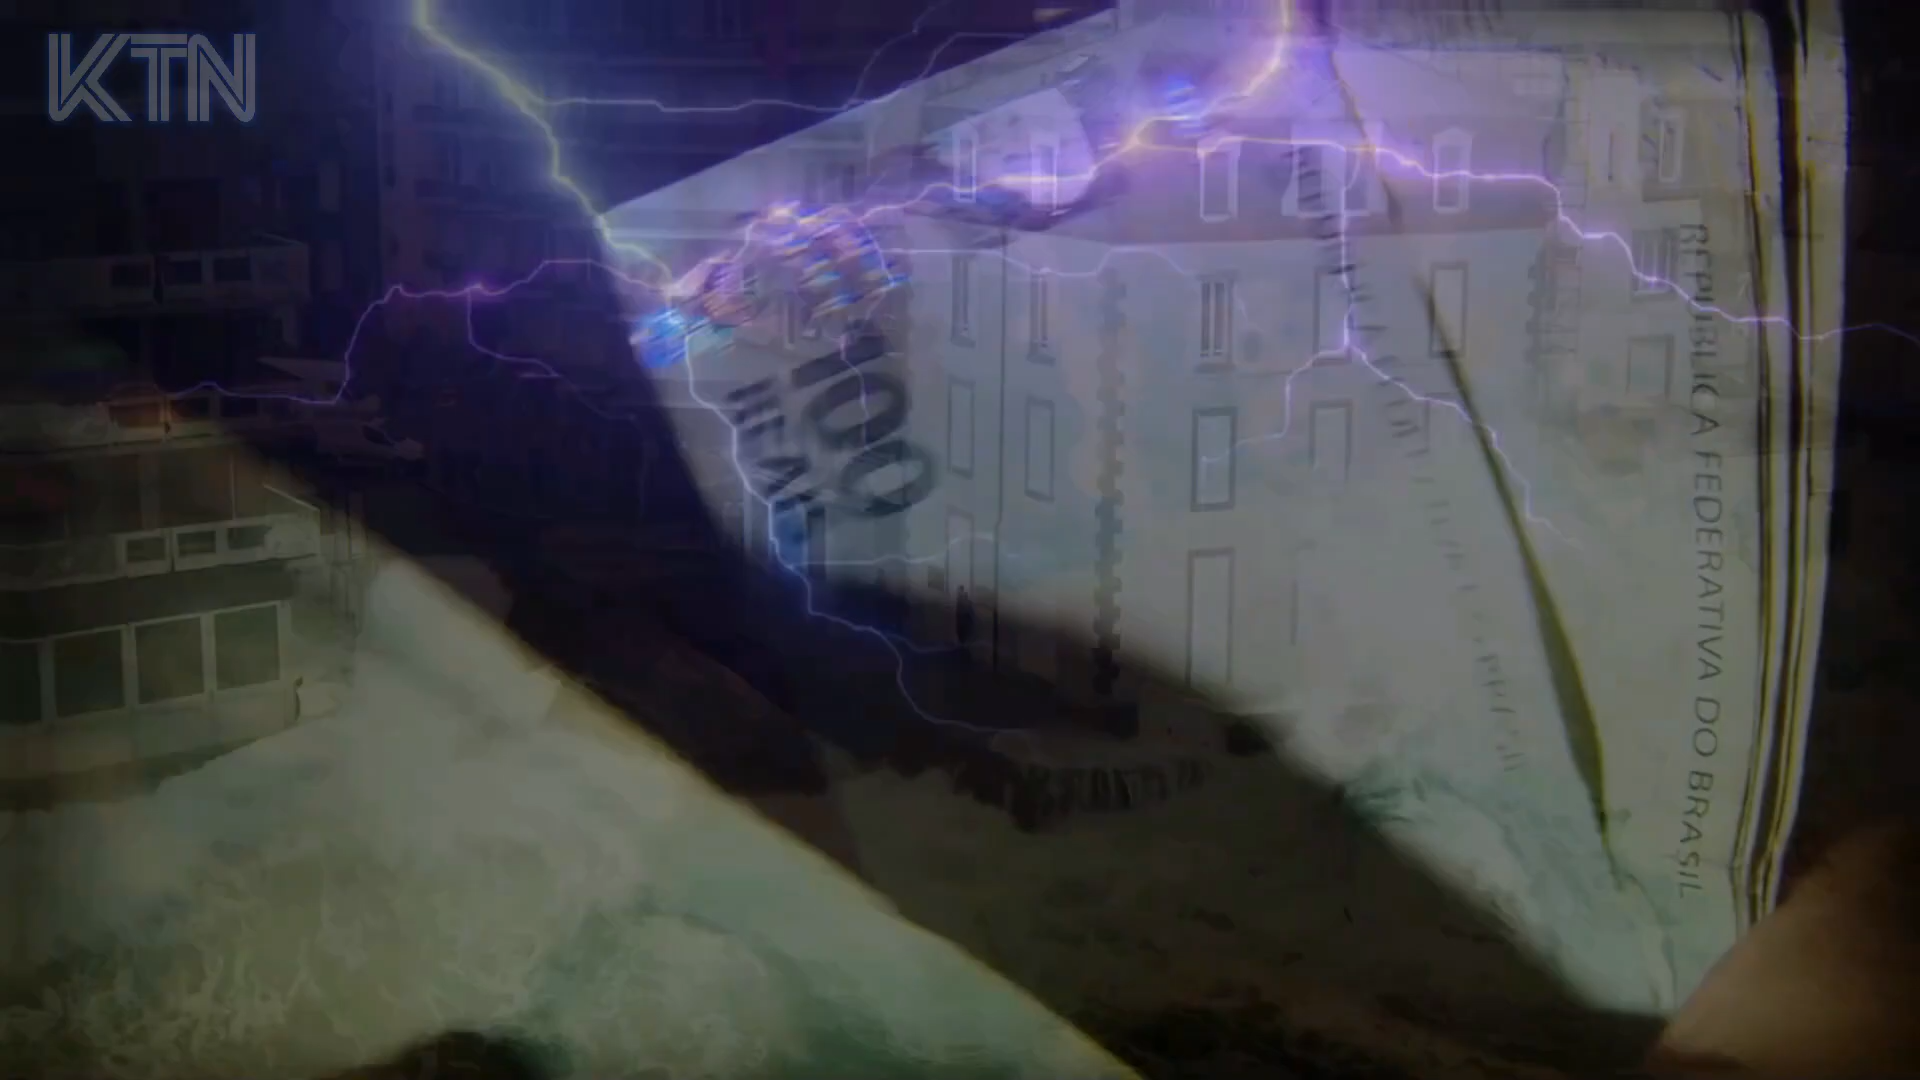 KTN
100
REAIS
REPÚBLICA FEDERATIVA DO BRASIL